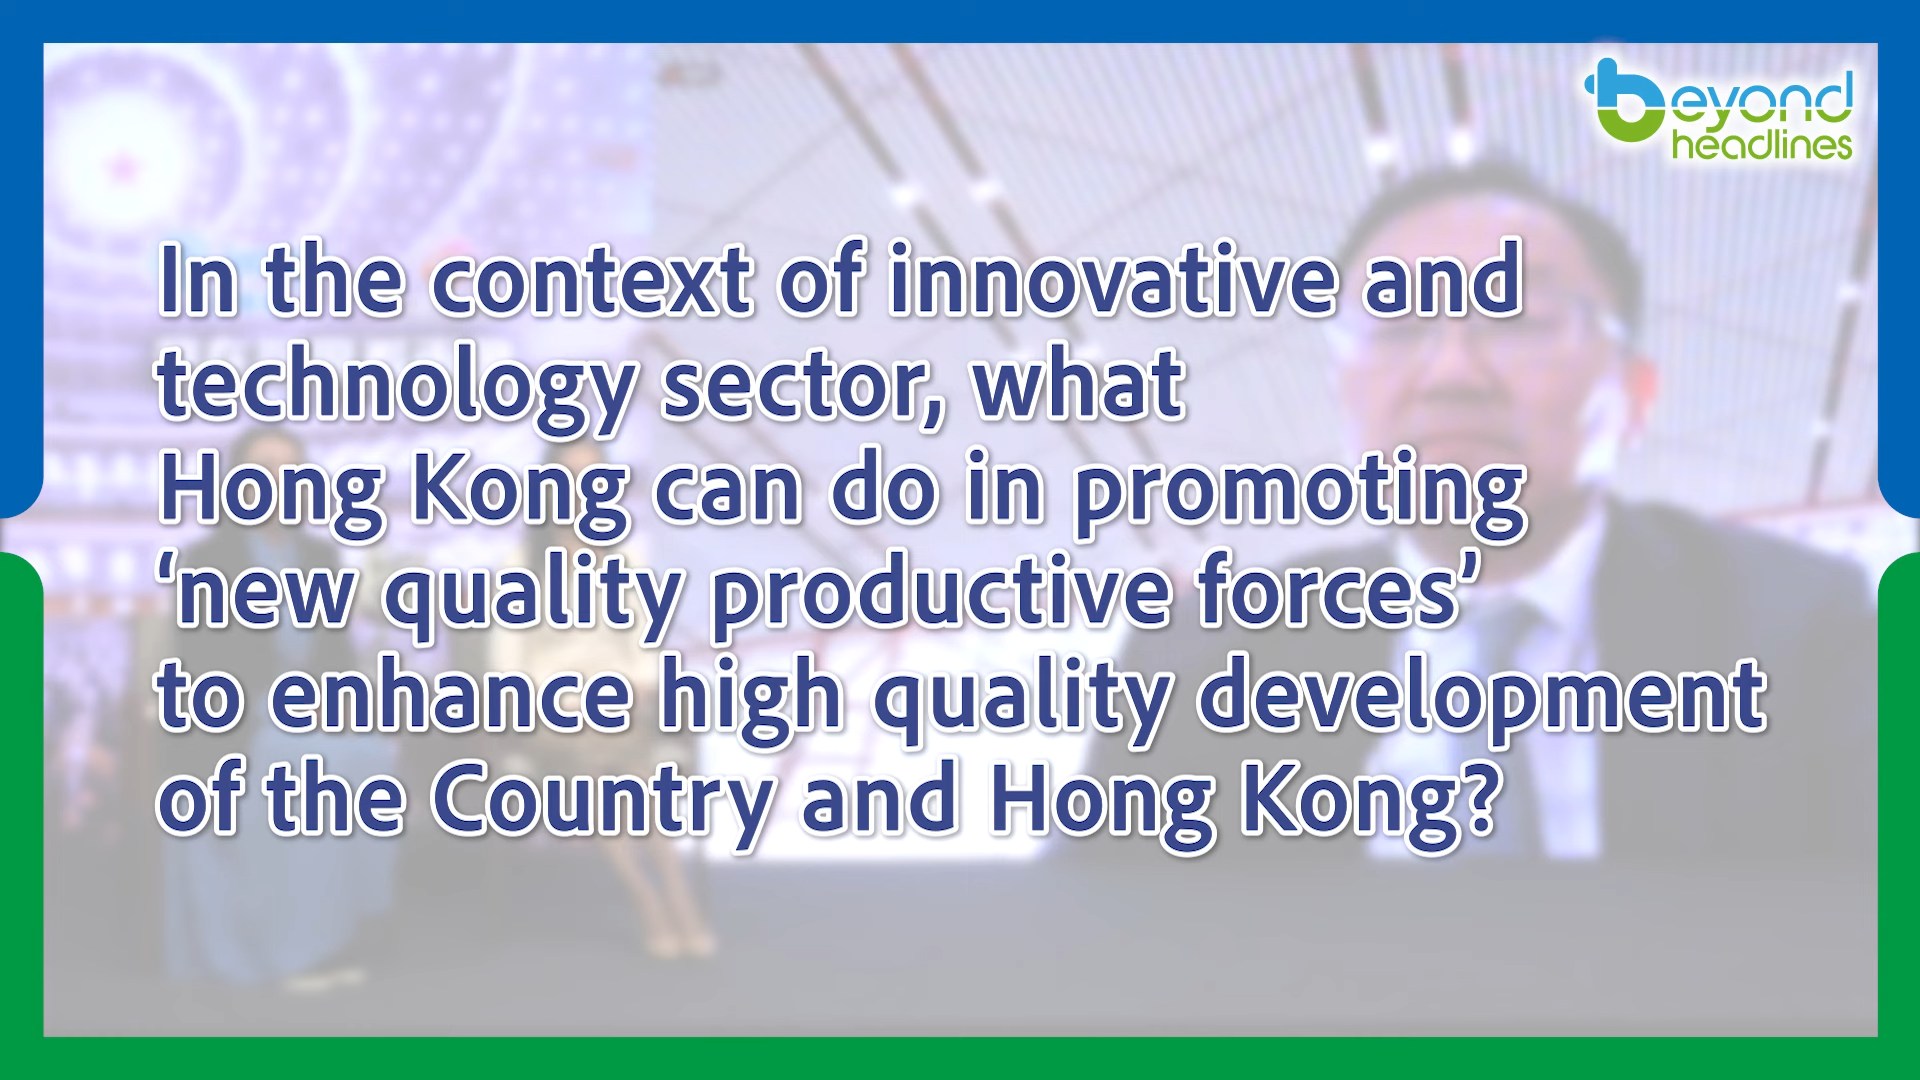 beyond
headlines
In the context of innovative and
technology sector, what
Hong Kong can do in promoting
‘new quality productive forces’
to enhance high quality development
of the Country and Hong Kong?